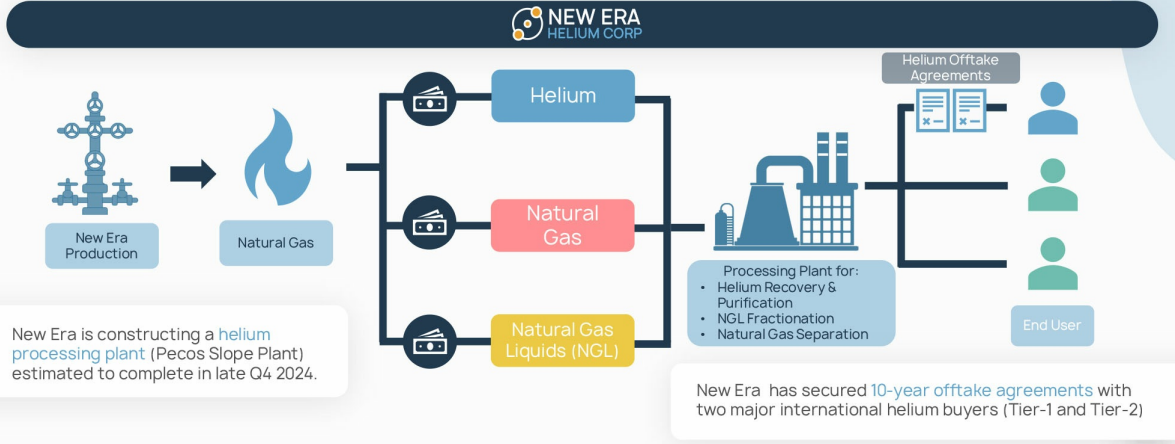 NEW ERA
HELIUM CORP
Helium Offtake
Agreements
Helium
Natural
Gas
Natural Gas
Liquids (NGL)
New Era
Production
Natural Gas
Processing Plant for:
• Helium Recovery &
Purification
• NGL Fractionation
• Natural Gas Separation
End User
New Era is constructing a helium
processing plant (Pecos Slope Plant)
estimated to complete in late Q4 2024.
New Era has secured 10-year offtake agreements with
two major international helium buyers (Tier-1 and Tier-2)